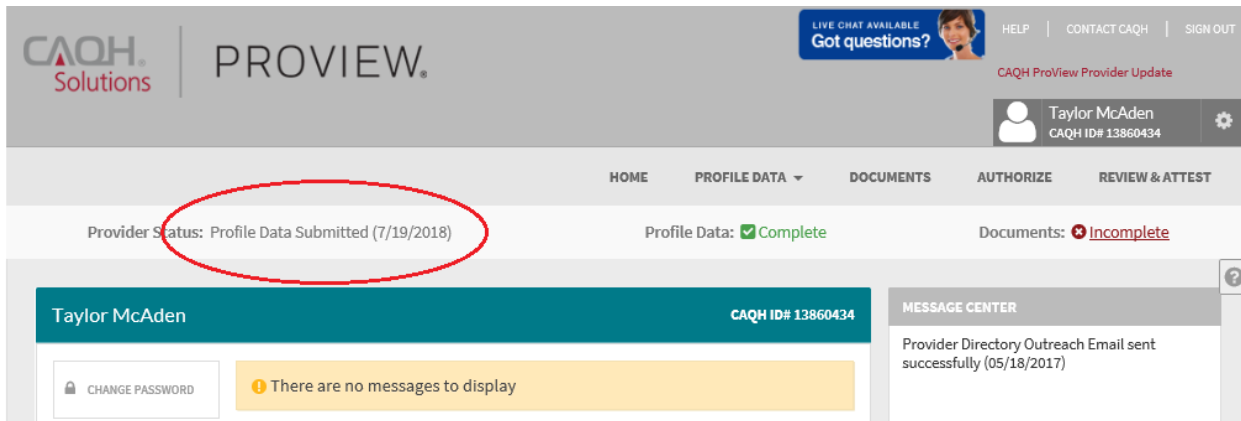 LIVE CHAT AVAILABLE
Got questions?
HELP | CONTACT CAQH | SIGN OUT
CAQH®
Solutions
PROVIEW®
CAQH ProView Provider Update
Taylor McAden
CAQH ID# 13860434
HOME PROFILE DATA DOCUMENTS AUTHORIZE REVIEW & ATTEST
Provider Status: Profile Data Submitted (7/19/2018) Profile Data: Complete Documents: Incomplete
?
Taylor McAden CAQH ID# 13860434
CHANGE PASSWORD
There are no messages to display
MESSAGE CENTER
Provider Directory Outreach Email sent
successfully (05/18/2017)